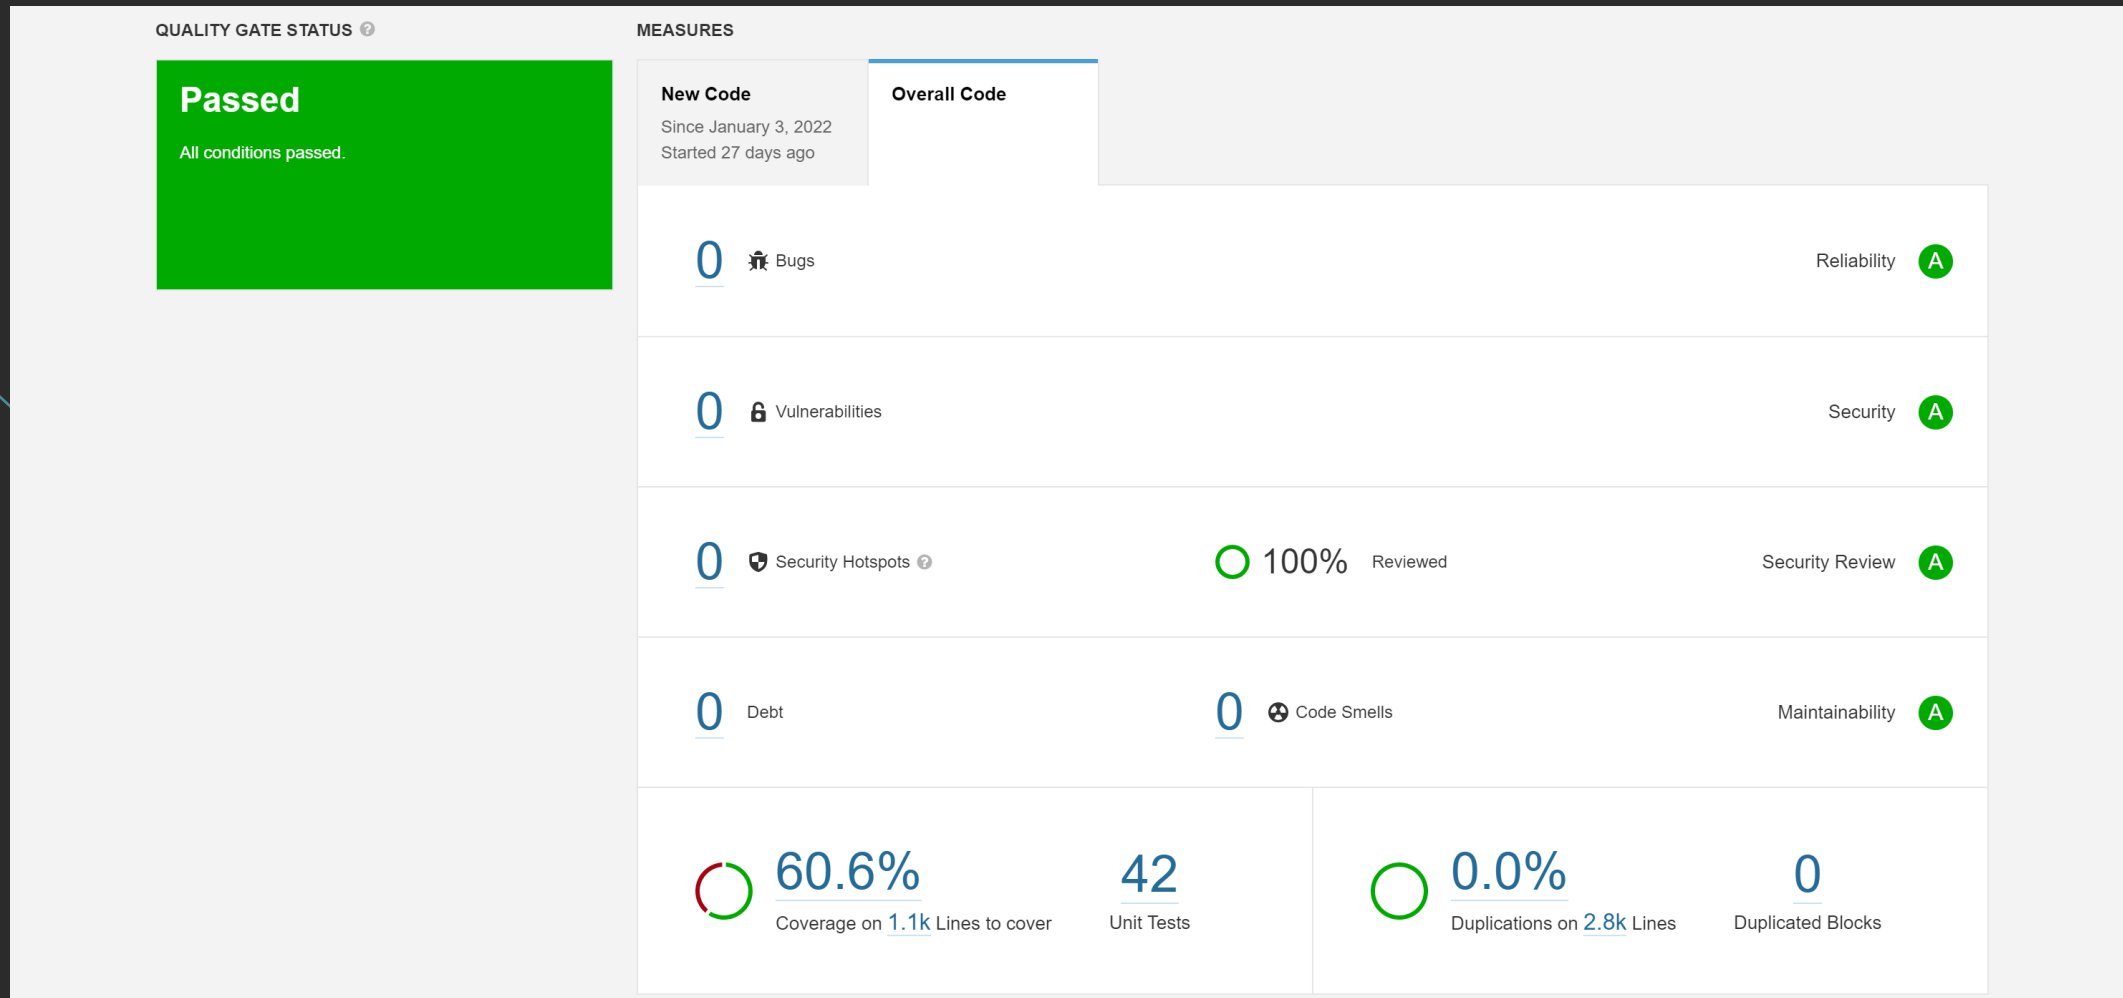 QUALITY GATE STATUS ?
Passed
All conditions passed.
MEASURES
New Code
Since January 3, 2022
Started 27 days ago
Overall Code
0 Bugs
Reliability A
0 Vulnerabilities
Security A
0 Security Hotspots ?
100% Reviewed
Security Review A
0 Debt
0 Code Smells
Maintainability A
60.6%
Coverage on 1.1k Lines to cover
42
Unit Tests
0.0%
Duplications on 2.8k Lines
0
Duplicated Blocks